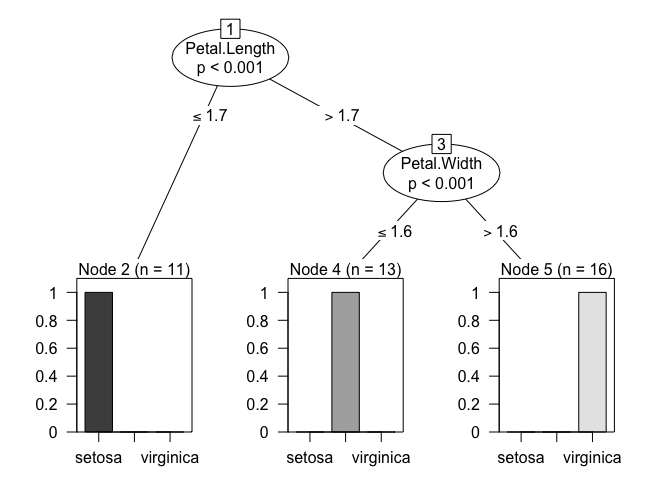 1
Petal.Length
p < 0.001
≤ 1.7
> 1.7
3
Petal.Width
p < 0.001
≤ 1.6
> 1.6
Node 2 (n = 11)
1
0.8
0.6
0.4
0.2
0
setosa virginica
Node 4 (n = 13)
1
0.8
0.6
0.4
0.2
0
setosa virginica
Node 5 (n = 16)
1
0.8
0.6
0.4
0.2
0
setosa virginica